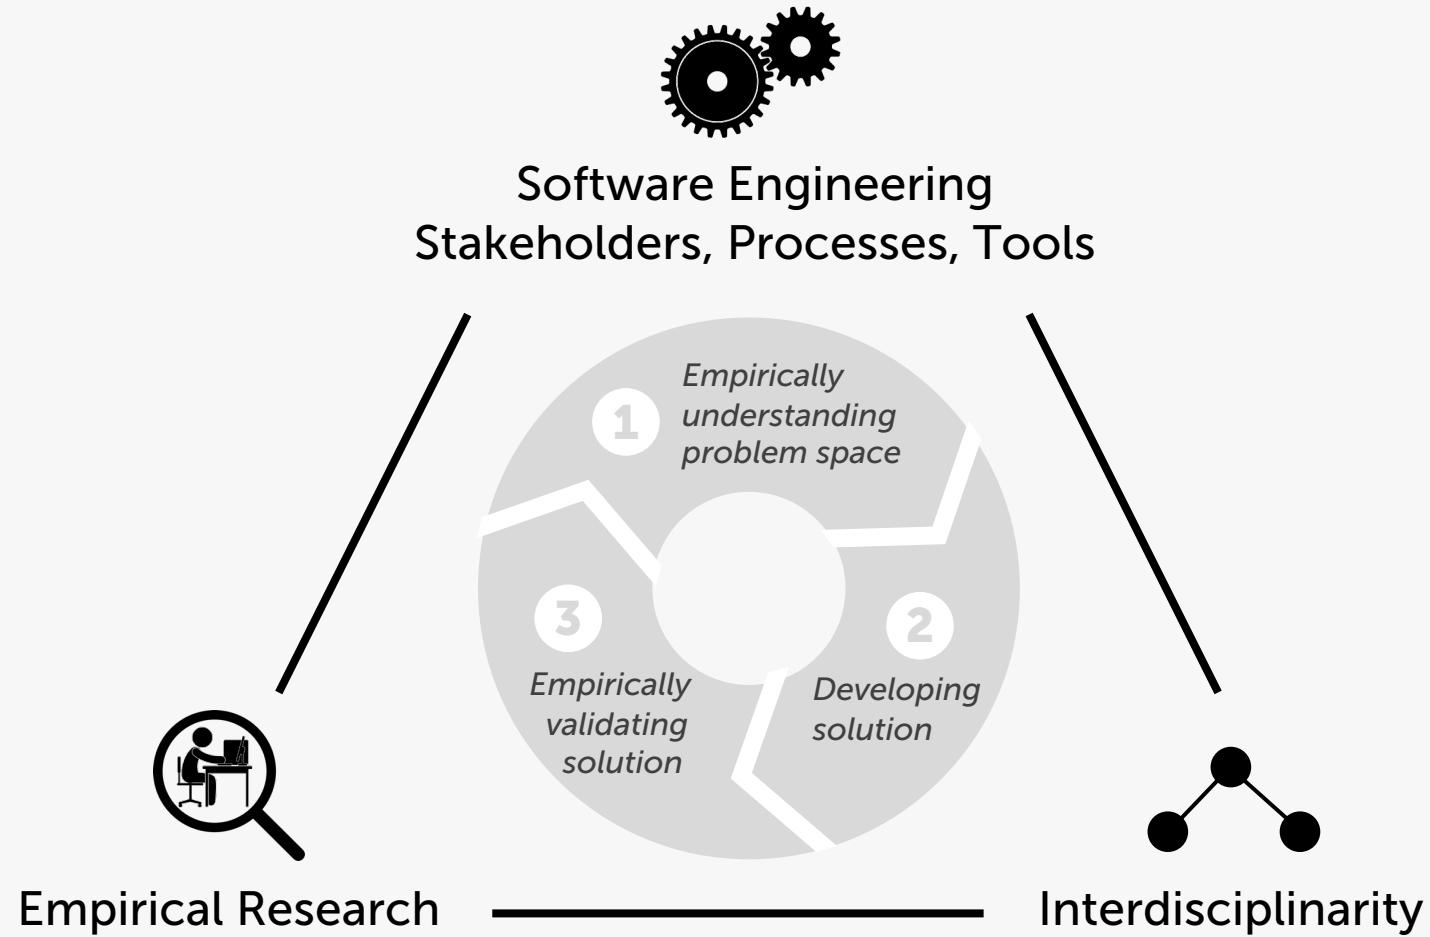 Software Engineering
Stakeholders, Processes, Tools
1
Empirically
understanding
problem space
2
Developing
solution
3
Empirically
validating
solution
Empirical Research
Interdisciplinarity